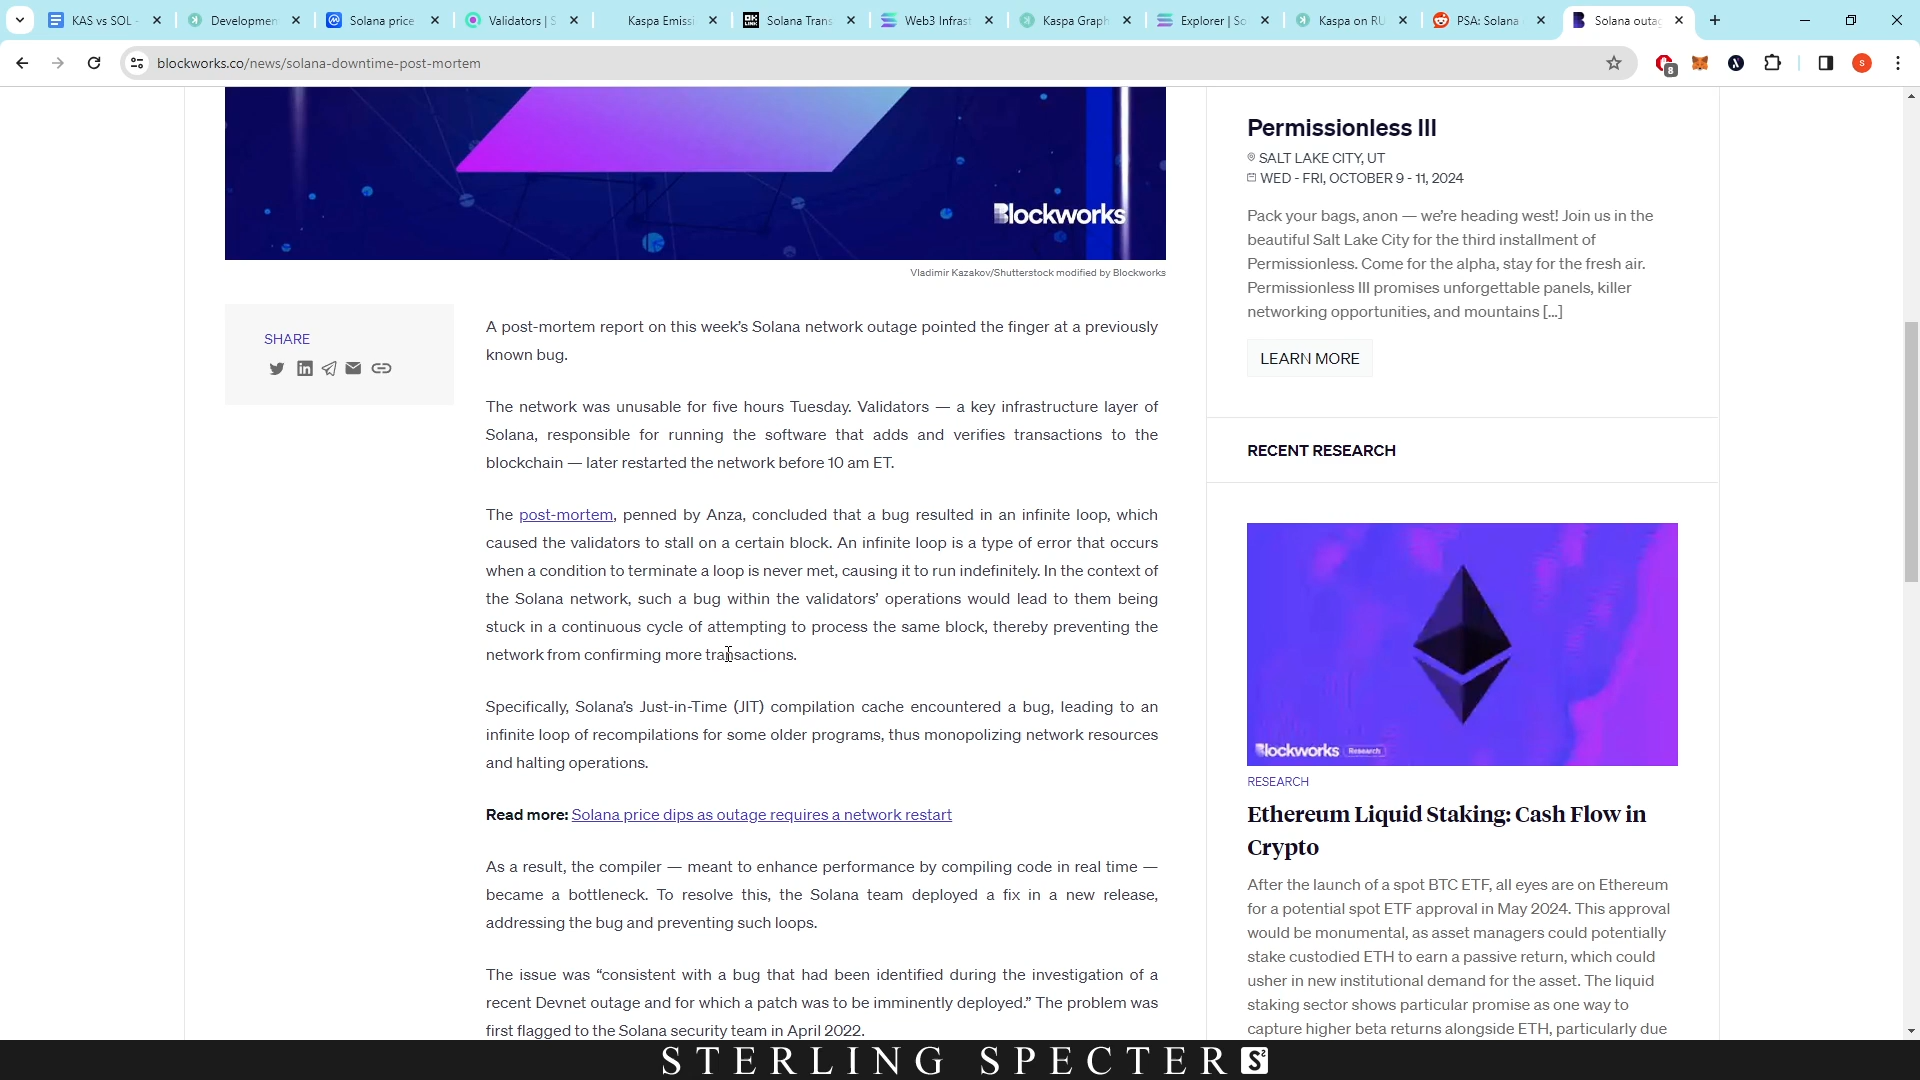 KAS vs SOL -
Developmen
Solana price
Validators | S
Kaspa Emissi
Solana Trans
Web3 Infrast
Kaspa Graph
Explorer | So
Kaspa on RU
PSA: Solana
Solana outag
blockworks.co/news/solana-downtime-post-mortem
8
S
Blockworks
Vladimir Kazakov/Shutterstock modified by Blockworks
SHARE
A post-mortem report on this week's Solana network outage pointed the finger at a previously
known bug.
The network was unusable for five hours Tuesday. Validators — a key infrastructure layer of
Solana, responsible for running the software that adds and verifies transactions to the
blockchain — later restarted the network before 10 am ET.
The post-mortem, penned by Anza, concluded that a bug resulted in an infinite loop, which
caused the validators to stall on a certain block. An infinite loop is a type of error that occurs
when a condition to terminate a loop is never met, causing it to run indefinitely. In the context of
the Solana network, such a bug within the validators' operations would lead to them being
stuck in a continuous cycle of attempting to process the same block, thereby preventing the
network from confirming more transactions.
Specifically, Solana's Just-in-Time (JIT) compilation cache encountered a bug, leading to an
infinite loop of recompilations for some older programs, thus monopolizing network resources
and halting operations.
Read more: Solana price dips as outage requires a network restart
As a result, the compiler — meant to enhance performance by compiling code in real time —
became a bottleneck. To resolve this, the Solana team deployed a fix in a new release,
addressing the bug and preventing such loops.
The issue was “consistent with a bug that had been identified during the investigation of a
recent Devnet outage and for which a patch was to be imminently deployed.” The problem was
first flagged to the Solana security team in April 2022.
Permissionless III
SALT LAKE CITY, UT
WED - FRI, OCTOBER 9 - 11, 2024
Pack your bags, anon — we're heading west! Join us in the
beautiful Salt Lake City for the third installment of
Permissionless. Come for the alpha, stay for the fresh air.
Permissionless III promises unforgettable panels, killer
networking opportunities, and mountains [...]
LEARN MORE
RECENT RESEARCH
Blockworks Research
RESEARCH
Ethereum Liquid Staking: Cash Flow in
Crypto
After the launch of a spot BTC ETF, all eyes are on Ethereum
for a potential spot ETF approval in May 2024. This approval
would be monumental, as asset managers could potentially
stake custodied ETH to earn a passive return, which could
usher in new institutional demand for the asset. The liquid
staking sector shows particular promise as one way to
capture higher beta returns alongside ETH, particularly due
STERLING SPECTER S²